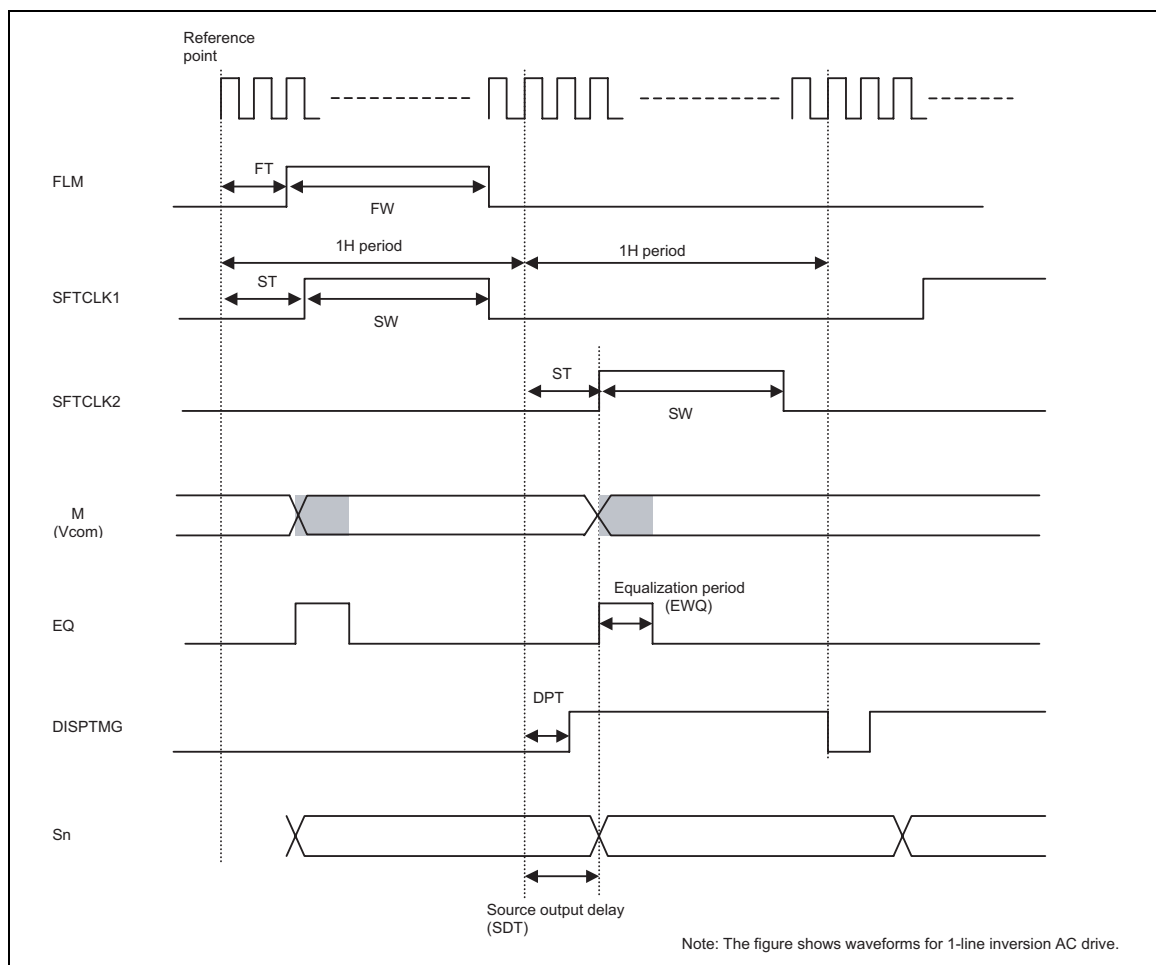 Reference
point
FLM
FT
FW
1H period
1H period
SFTCLK1
ST
SW
SFTCLK2
ST
SW
M
(Vcom)
Equalization period
(EWQ)
EQ
DPT
DISPTMG
Sn
Source output delay
(SDT)
Note: The figure shows waveforms for 1-line inversion AC drive.